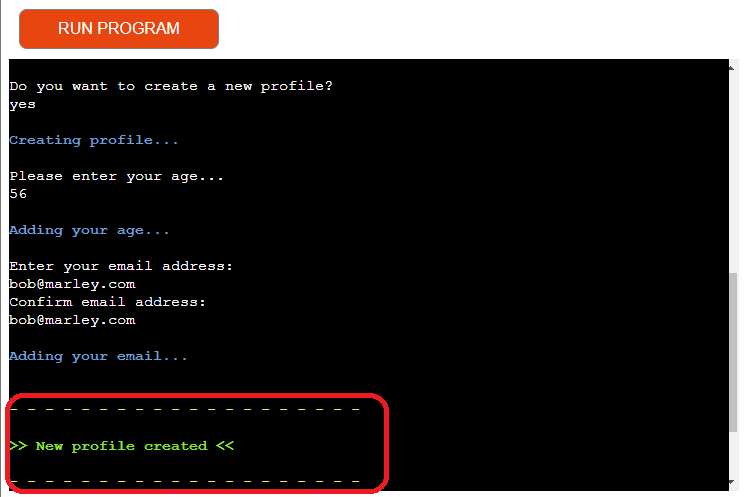 RUN PROGRAM
Do you want to create a new profile?
yes
Creating profile...
Please enter your age...
56
Adding your age...
Enter your email address:
bob@marley.com
Confirm email address:
bob@marley.com
Adding your email...
- - - - - - - - - - - - - - - - - - - -
>> New profile created <<
- - - - - - - - - - - - - - - - - - - -